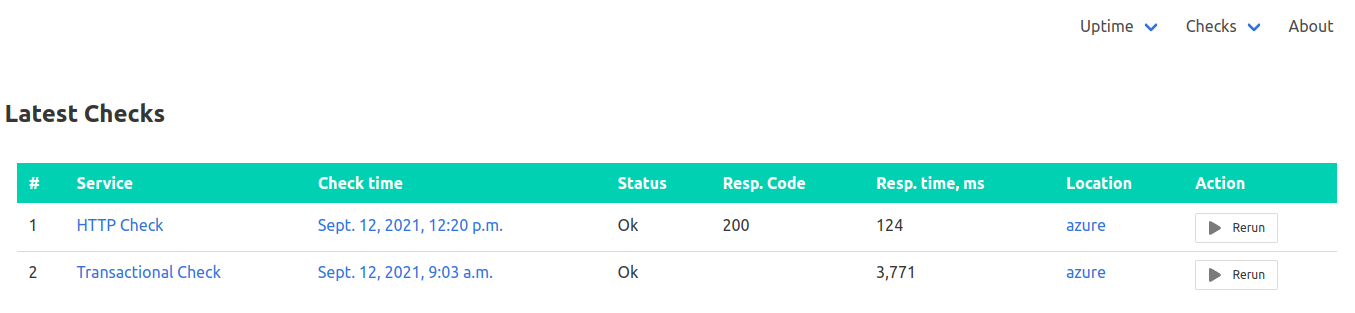 Uptime Checks About
Latest Checks
# Service Check time Status Resp. Code Resp. time, ms Location Action
1 HTTP Check Sept. 12, 2021, 12:20 p.m. Ok 200 124 azure Rerun
2 Transactional Check Sept. 12, 2021, 9:03 a.m. Ok 3,771 azure Rerun